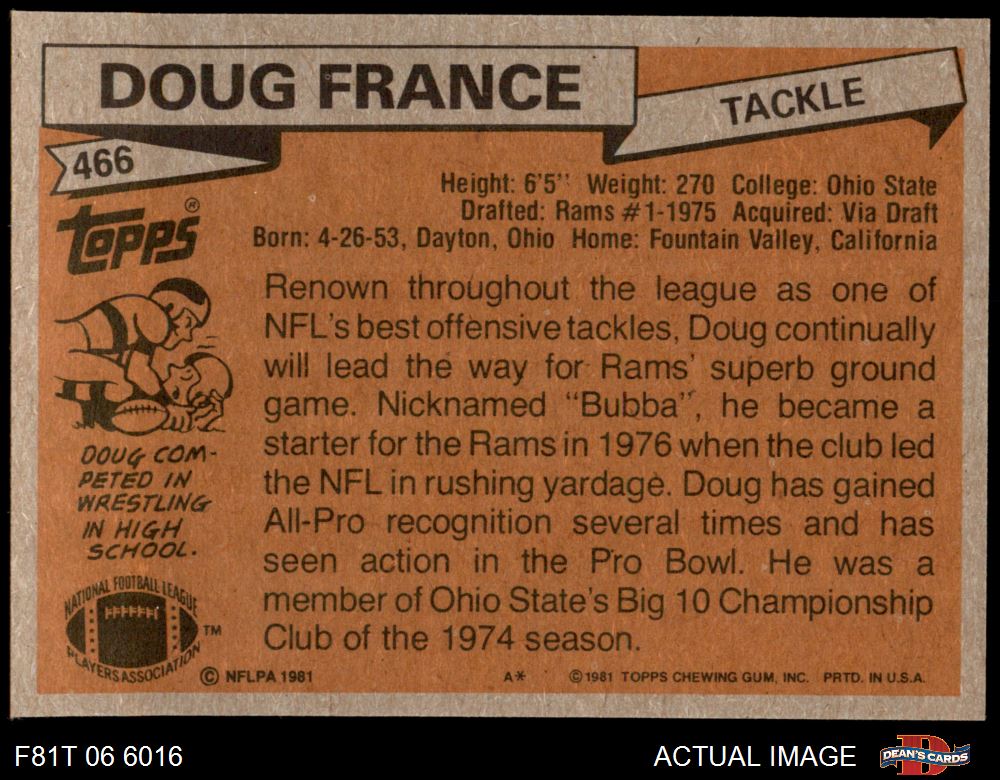 DOUG FRANCE
TACKLE
466
Topps®
Height: 6'5" Weight: 270 College: Ohio State
Drafted: Rams #1-1975 Acquired: Via Draft
Born: 4-26-53, Dayton, Ohio Home: Fountain Valley, California
Renown throughout the league as one of
NFL's best offensive tackles, Doug continually
will lead the way for Rams' superb ground
game. Nicknamed "Bubba", he became a
starter for the Rams in 1976 when the club led
the NFL in rushing yardage. Doug has gained
All-Pro recognition several times and has
seen action in the Pro Bowl. He was a
member of Ohio State's Big 10 Championship
Club of the 1974 season.
DOUG COM-
PETED IN
WRESTLING
IN HIGH
SCHOOL.
NATIONAL FOOTBALL LEAGUE
PLAYERS ASSOCIATION
TM
© NFLPA 1981
A*
© 1981 TOPPS CHEWING GUM, INC. PRTD. IN U.S.A.
F81T 06 6016
ACTUAL IMAGE
D
DEAN'S CARDS